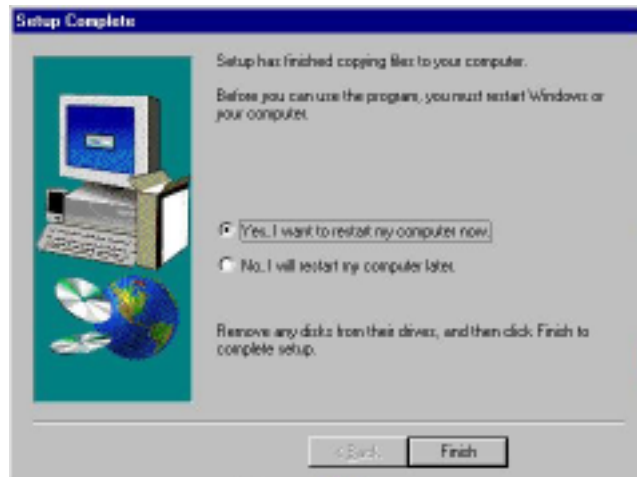 Setup Complete
Setup has finished copying files to your computer.
Before you can use the program, you must restart Windows or
your computer.
Yes, I want to restart my computer now.
No, I will restart my computer later.
Remove any disks from their drives, and then click Finish to
complete setup.
< Back
Finish